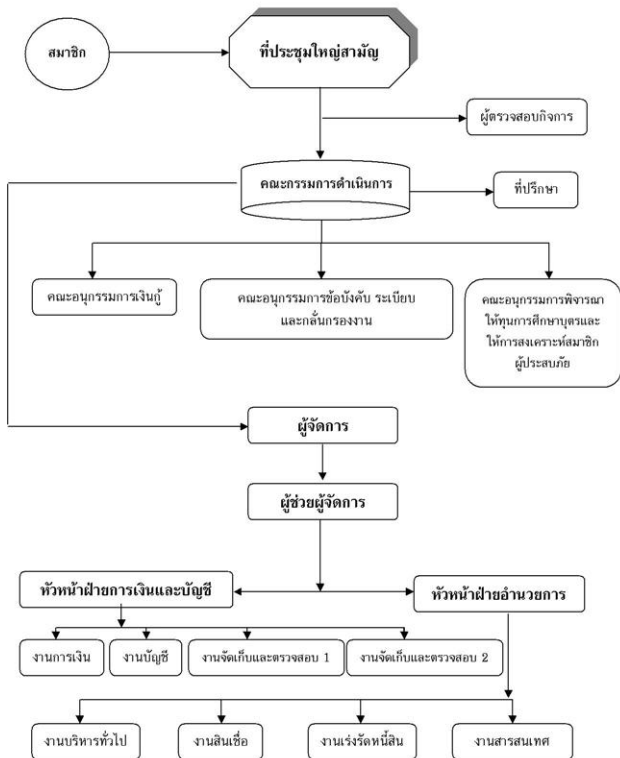 สมาชิก
ที่ประชุมใหญ่สามัญ
ผู้ตรวจสอบกิจการ
คณะกรรมการดำเนินการ
ที่ปรึกษา
คณะอนุกรรมการเงินกู้
คณะอนุกรรมการข้อบังคับ ระเบียบ
และกลั่นกรองงาน
คณะอนุกรรมการพิจารณา
ให้ทุนการศึกษาบุตรและ
ให้การสงเคราะห์สมาชิก
ผู้ประสบภัย
ผู้จัดการ
ผู้ช่วยผู้จัดการ
หัวหน้าฝ่ายการเงินและบัญชี
หัวหน้าฝ่ายอำนวยการ
งานการเงิน
งานบัญชี
งานจัดเก็บและตรวจสอบ 1
งานจัดเก็บและตรวจสอบ 2
งานบริหารทั่วไป
งานสินเชื่อ
งานเร่งรัดหนี้สิน
งานสารสนเทศ